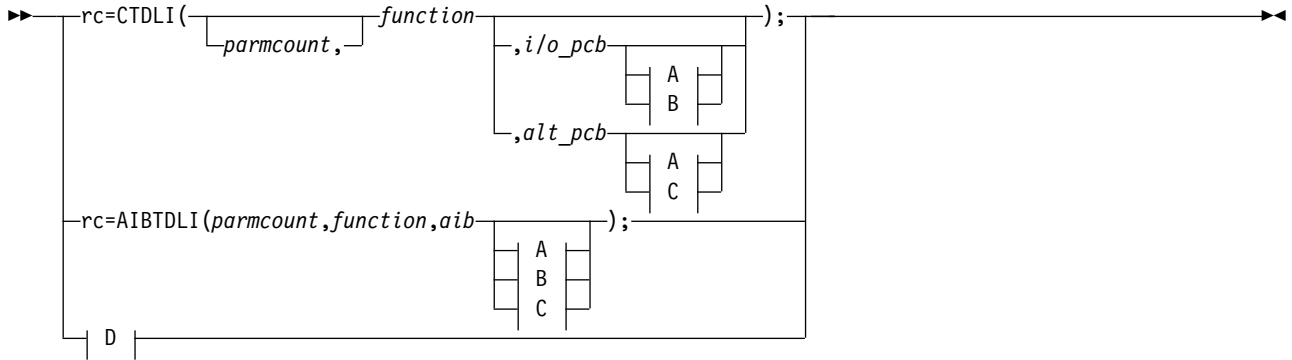 rc=CTDLI( function );
parmcount, ,i/o_pcb
A
B
,alt_pcb
A
C
rc=AIBTDLI(parmcount,function,aib );
A
B
C
D